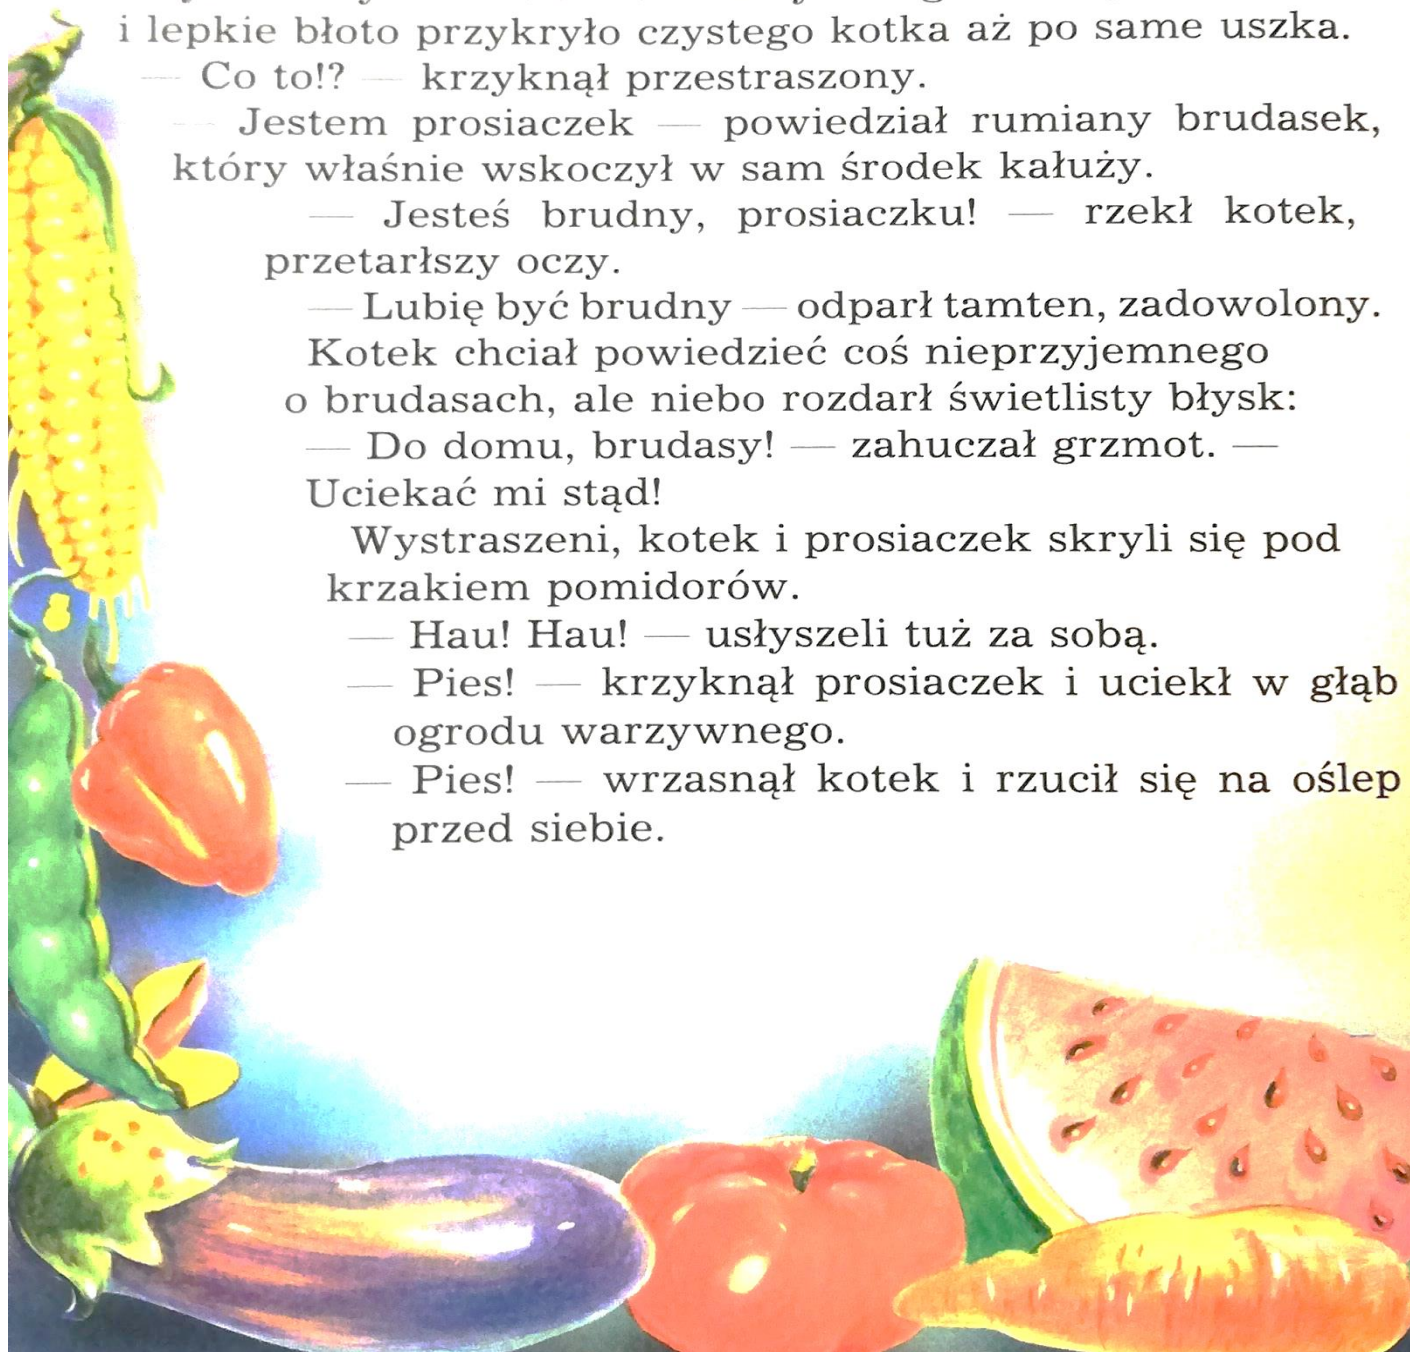 i lepkie błoto przykryło czystego kotka aż po same uszka.
— Co to!? — krzyknął przestraszony.
— Jestem prosiaczek — powiedział rumiany brudasek,
który właśnie wskoczył w sam środek kałuży.
— Jesteś brudny, prosiaczku! — rzekł kotek,
przetarłszy oczy.
— Lubię być brudny — odparł tamten, zadowolony.
Kotek chciał powiedzieć coś nieprzyjemnego
o brudasach, ale niebo rozdarł świetlisty błysk:
— Do domu, brudasy! — zahuczał grzmot. —
Uciekać mi stąd!
Wystraszeni, kotek i prosiaczek skryli się pod
krzakiem pomidorów.
— Hau! Hau! — usłyszeli tuż za sobą.
— Pies! — krzyknął prosiaczek i uciekł w głąb
ogrodu warzywnego.
— Pies! — wrzasnął kotek i rzucił się na oślep
przed siebie.